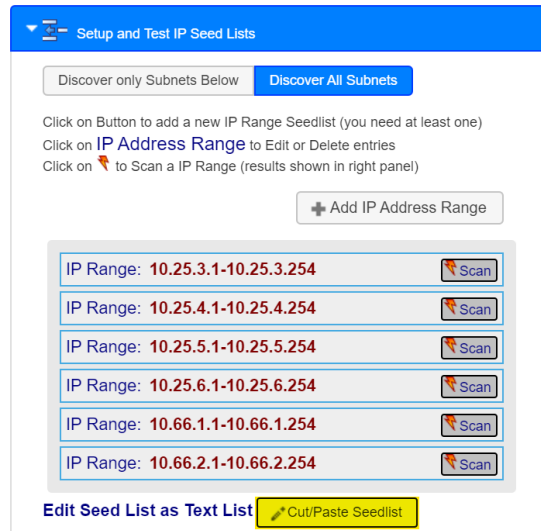 Setup and Test IP Seed Lists
Discover only Subnets Below Discover All Subnets
Click on Button to add a new IP Range Seedlist (you need at least one)
Click on IP Address Range to Edit or Delete entries
Click on to Scan a IP Range (results shown in right panel)
Add IP Address Range
IP Range: 10.25.3.1-10.25.3.254 Scan
IP Range: 10.25.4.1-10.25.4.254 Scan
IP Range: 10.25.5.1-10.25.5.254 Scan
IP Range: 10.25.6.1-10.25.6.254 Scan
IP Range: 10.66.1.1-10.66.1.254 Scan
IP Range: 10.66.2.1-10.66.2.254 Scan
Edit Seed List as Text List Cut/Paste Seedlist